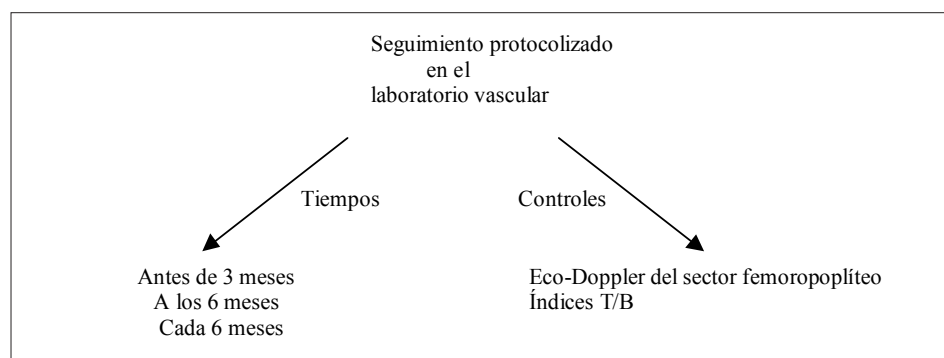 Seguimiento protocolizado
en el
laboratorio vascular
Tiempos
Controles
Antes de 3 meses
A los 6 meses
Cada 6 meses
Eco-Doppler del sector femoropoplíteo
Índices T/B